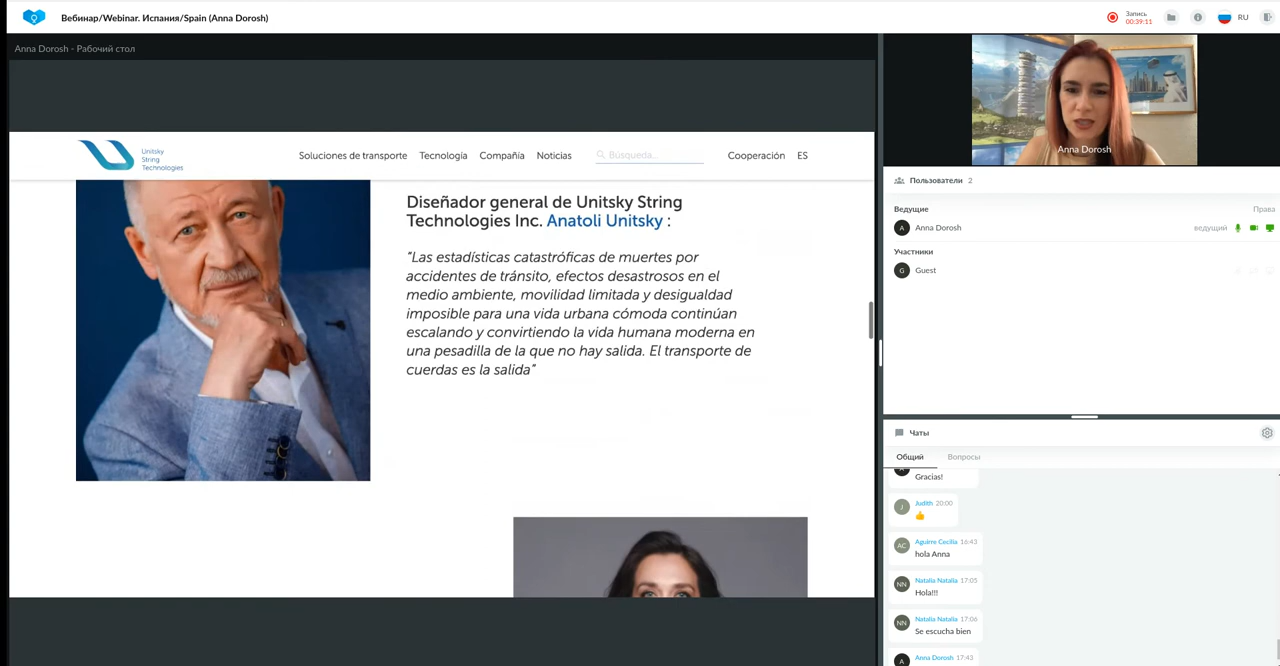 Вебинар/Webinar. Испания/Spain (Anna Dorosh)
Запись
00:39:11
RU
Anna Dorosh - Рабочий стол
Unitsky
String
Technologies
Soluciones de transporte
Tecnología
Compañía
Noticias
Búsqueda...
Cooperación
ES
Diseñador general de Unitsky String
Technologies Inc. Anatoli Unitsky :
“Las estadísticas catastróficas de muertes por
accidentes de tránsito, efectos desastrosos en el
medio ambiente, movilidad limitada y desigualdad
imposible para una vida urbana cómoda continúan
escalando y convirtiendo la vida humana moderna en
una pesadilla de la que no hay salida. El transporte de
cuerdas es la salida”
Anna Dorosh
Пользователи 2
Ведущие
Права
A
Anna Dorosh
ведущий
Участники
G
Guest
Чаты
Общий
Вопросы
Gracias!
J
Judith 20:00
AC
Aguirre Cecilia 16:43
hola Anna
NN
Natalia Natalia 17:05
Hola!!!
NN
Natalia Natalia 17:06
Se escucha bien
A
Anna Dorosh 17:43